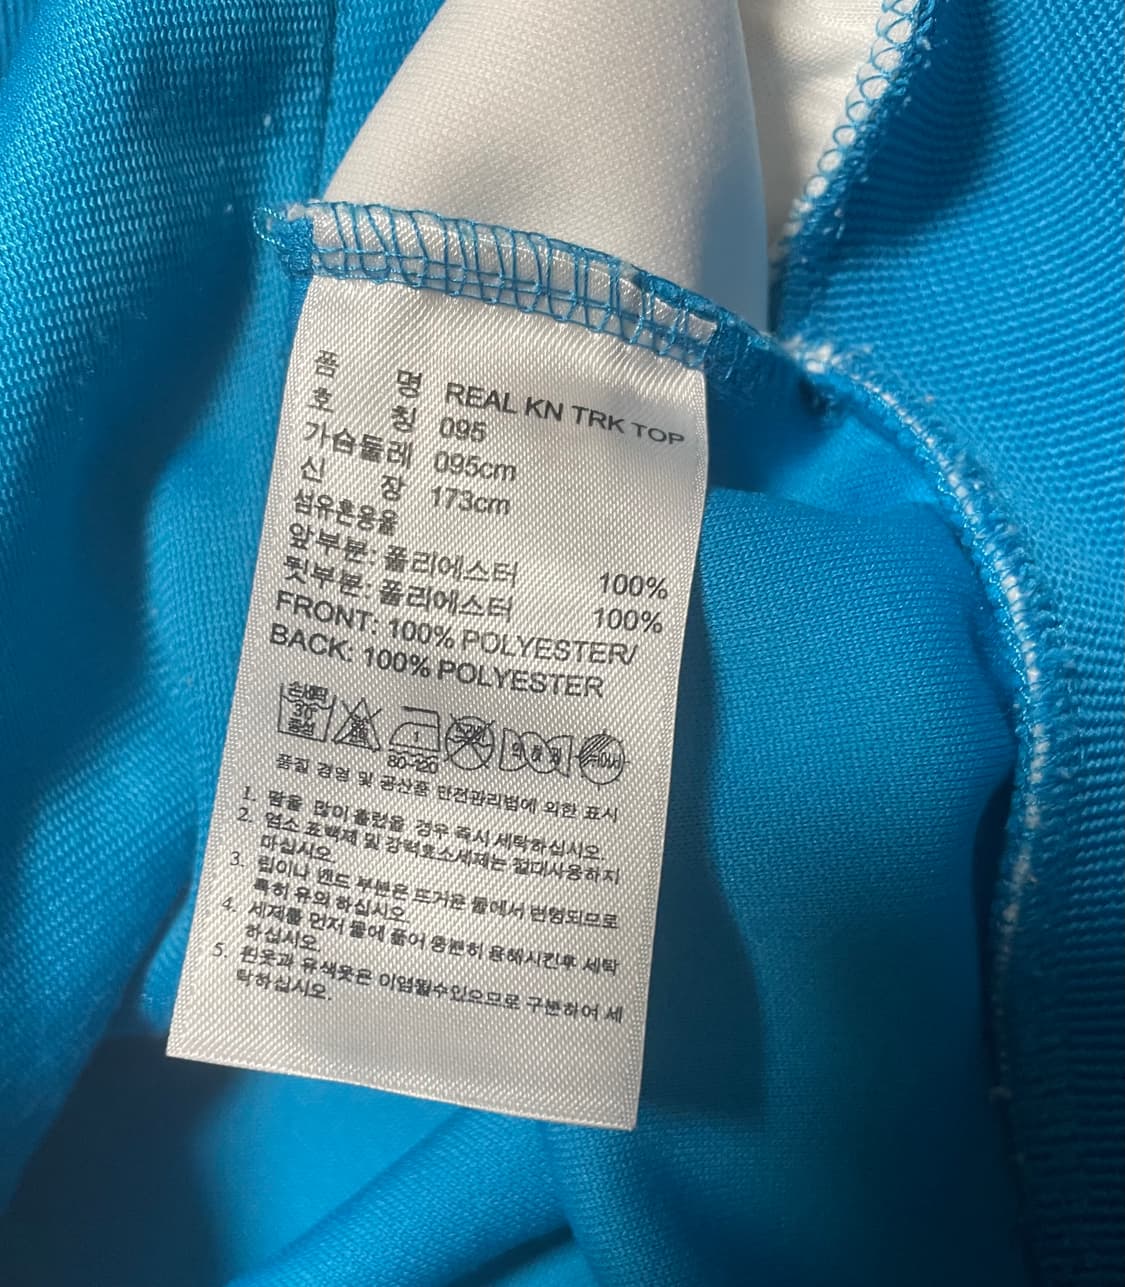 품 명 REAL KN TRK TOP
호 칭 095
가슴둘레 095cm
신 장 173cm
섬유혼용율
앞부분: 폴리에스터 100%
뒷부분: 폴리에스터 100%
FRONT: 100% POLYESTER/
BACK: 100% POLYESTER
손세탁
30°
중성
80~120
품질 경영 및 공산품 안전관리법에 의한 표시
1. 땀을 많이 흘렸을 경우 즉시 세탁하십시오.
2. 염소 표백제 및 강력효소세제는 절대사용하지
마십시오.
3. 립이나 밴드 부분은 뜨거운 물에서 변형되므로
특히 유의 하십시오.
4. 세제를 먼저 물에 풀어 충분히 용해시킨후 세탁
하십시오.
5. 흰옷과 유색옷은 이염될수있으므로 구분하여 세
탁하십시오.